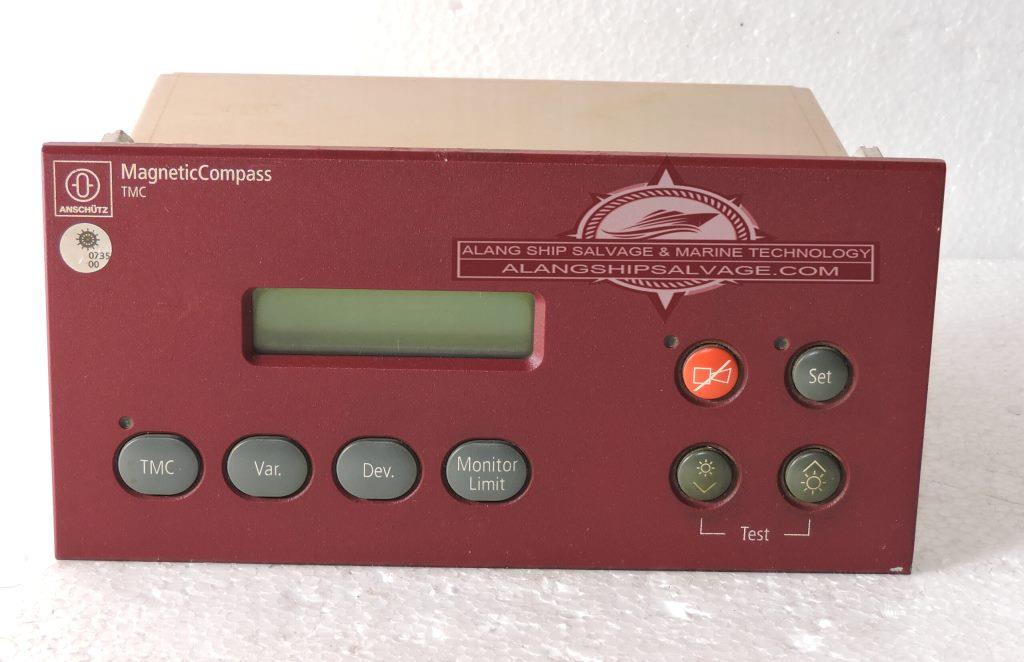 MagneticCompass
TMC
ANSCHÜTZ
0735
00
ALANG SHIP SALVAGE & MARINE TECHNOLOGY
ALANGSHIPSALVAGE.COM
Set
TMC
Var.
Dev.
Monitor
Limit
Test